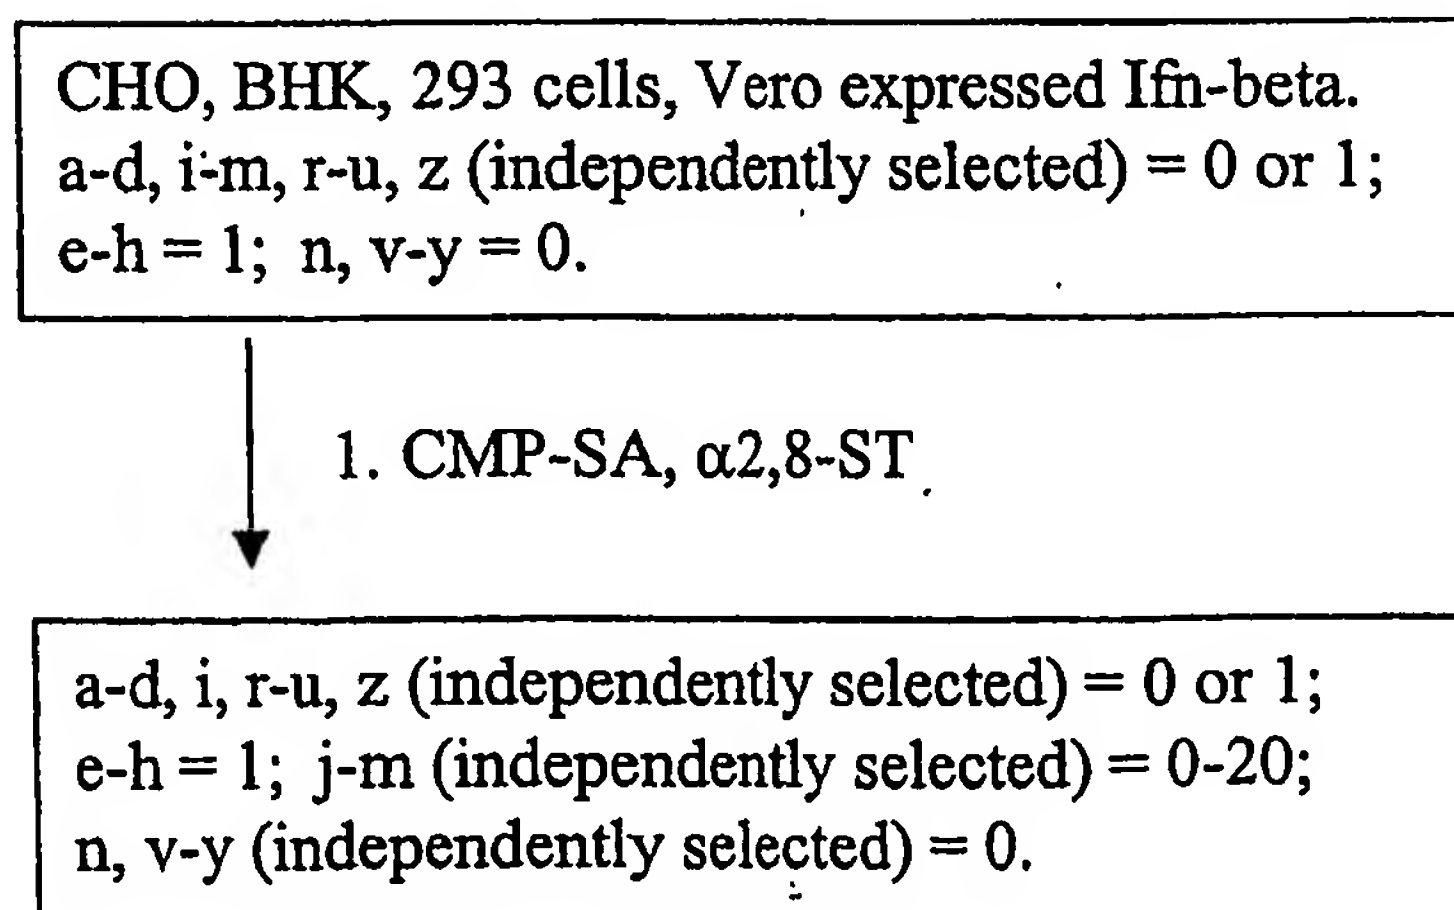 CHO, BHK, 293 cells, Vero expressed Ifn-beta.
a-d, i-m, r-u, z (independently selected) = 0 or 1;
e-h = 1; n, v-y = 0.
1. CMP-SA, α2,8-ST
a-d, i, r-u, z (independently selected) = 0 or 1;
e-h = 1; j-m (independently selected) = 0-20;
n, v-y (independently selected) = 0.